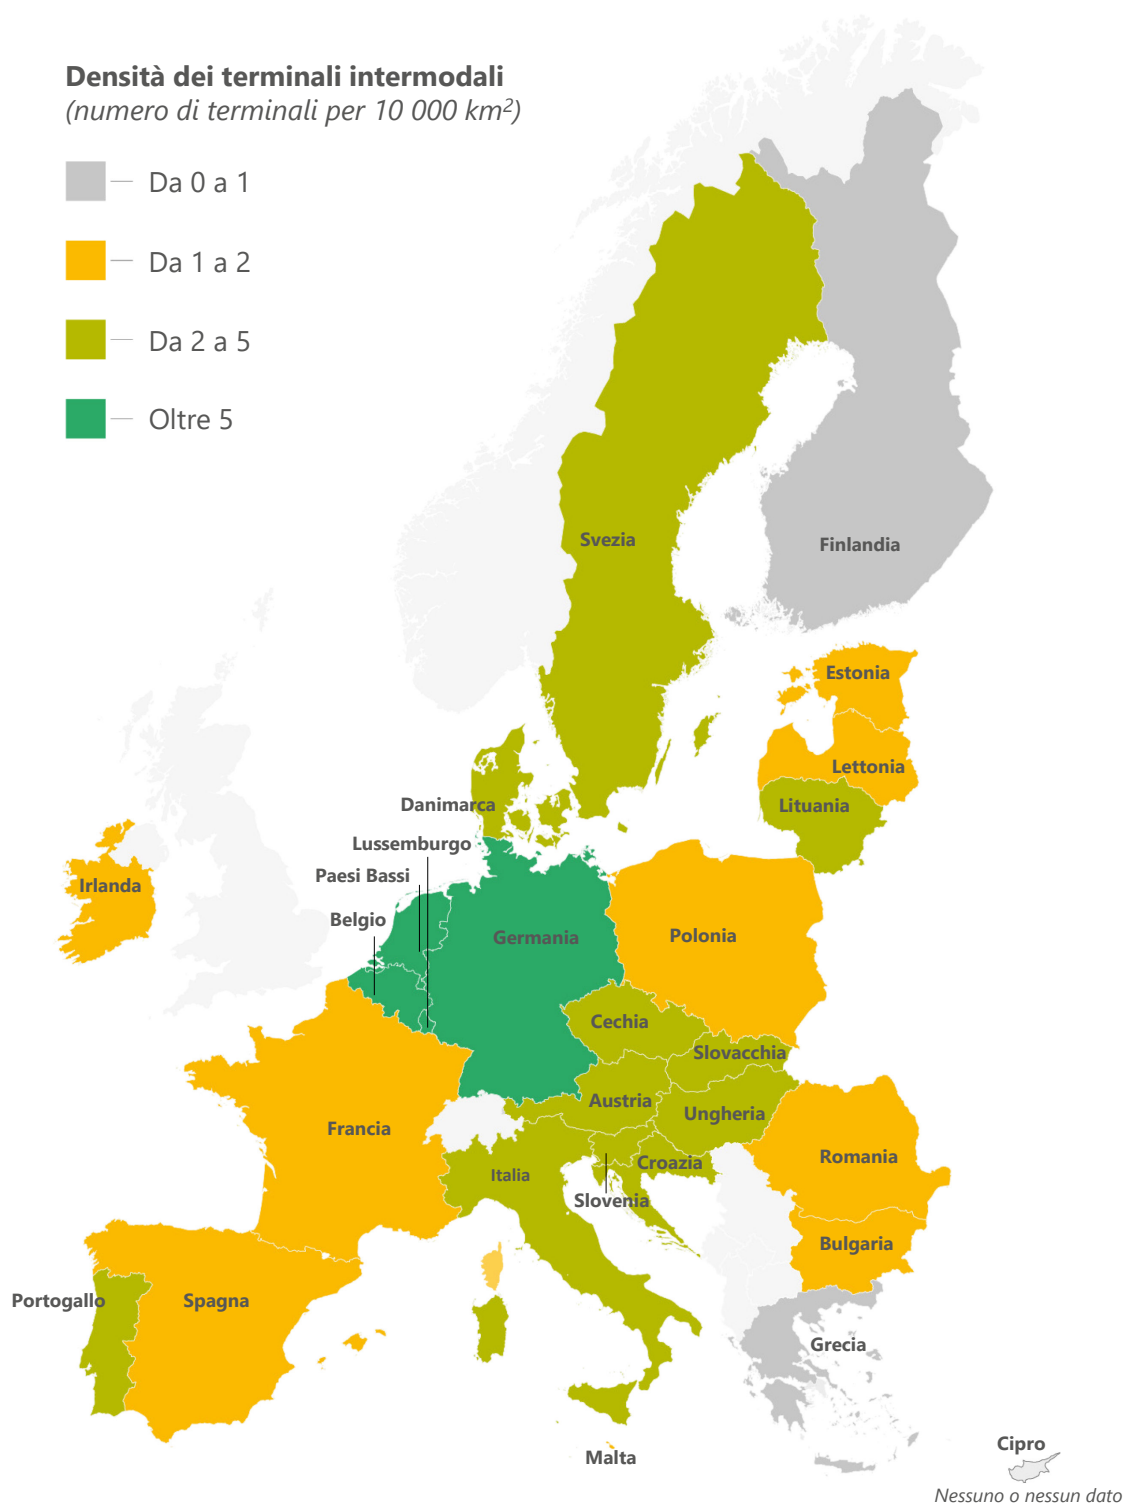 Densità dei terminali intermodali
(numero di terminali per 10 000 km²)
Da 0 a 1
Da 1 a 2
Da 2 a 5
Oltre 5
Svezia
Finlandia
Estonia
Lettonia
Lituania
Danimarca
Lussemburgo
Paesi Bassi
Irlanda
Belgio
Germania
Polonia
Cechia
Slovacchia
Austria
Ungheria
Francia
Romania
Croazia
Italia
Slovenia
Bulgaria
Portogallo
Spagna
Grecia
Malta
Cipro
Nessuno o nessun dato